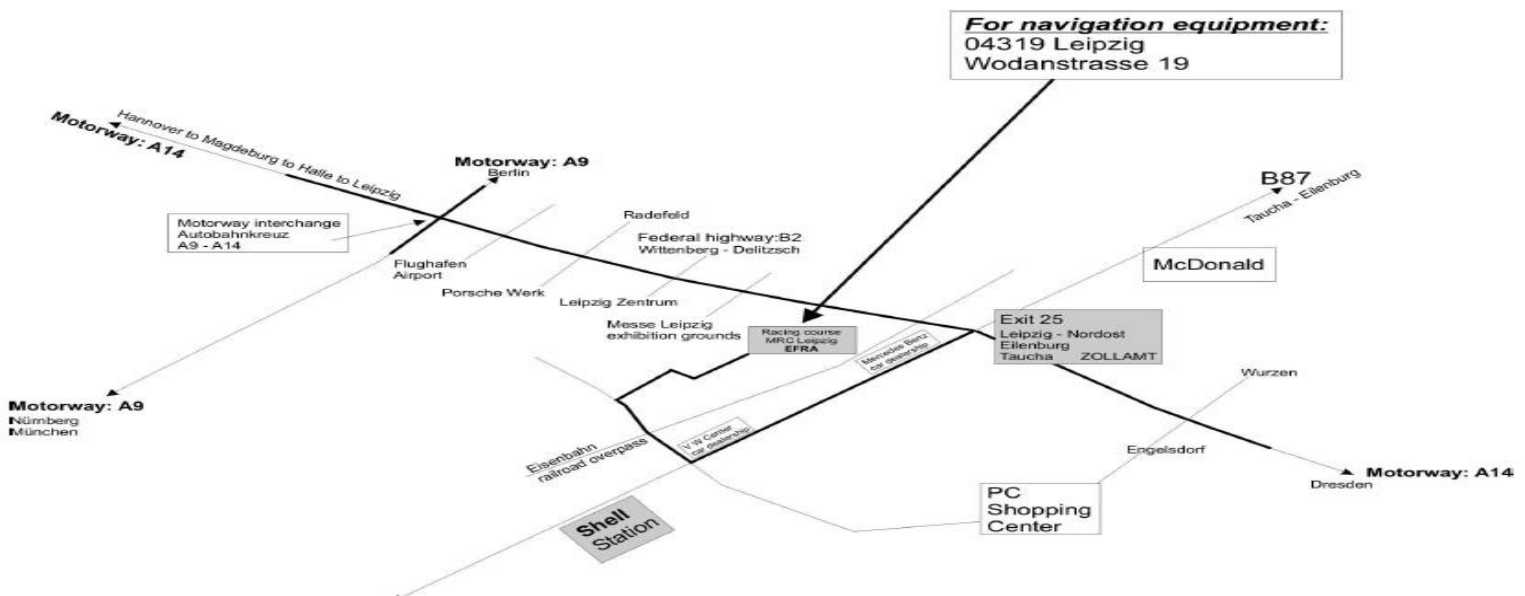 For navigation equipment:
04319 Leipzig
Wodanstrasse 19
Hannover to Magdeburg to Halle to Leipzig
Motorway: A14
Motorway: A9
Berlin
Motorway interchange
Autobahnkreuz
A9 - A14
Flughafen
Airport
Radefeld
Porsche Werk
Federal highway:B2
Wittenberg - Delitzsch
Leipzig Zentrum
Messe Leipzig
exhibition grounds
Racing course
MRC Leipzig
EFRA
B87
Taucha - Eilenburg
McDonald
Exit 25
Leipzig - Nordost
Eilenburg
Taucha ZOLLAMT
Mercedes Benz
car dealership
Motorway: A9
Nürnberg
München
Wurzen
V W Center
car dealership
Eisenbahn
railroad overpass
Engelsdorf
Motorway: A14
Dresden
PC
Shopping
Center
Shell
Station